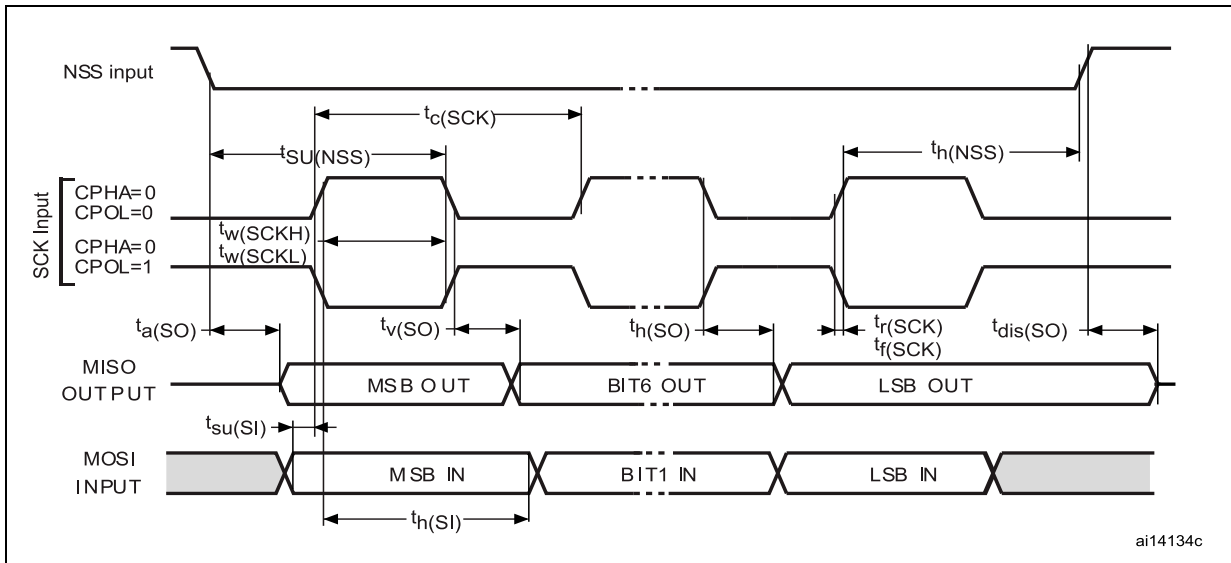 NSS input
tc(SCK)
tSU(NSS)
th(NSS)
SCK Input
CPHA=0
CPOL=0
CPHA=0
CPOL=1
tw(SCKH)
tw(SCKL)
ta(SO)
tv(SO)
th(SO)
tr(SCK)
tf(SCK)
tdis(SO)
MISO
OUTPUT
MSB OUT
BIT6 OUT
LSB OUT
tsu(SI)
MOSI
INPUT
MSB IN
BIT1 IN
LSB IN
th(SI)
ai14134c